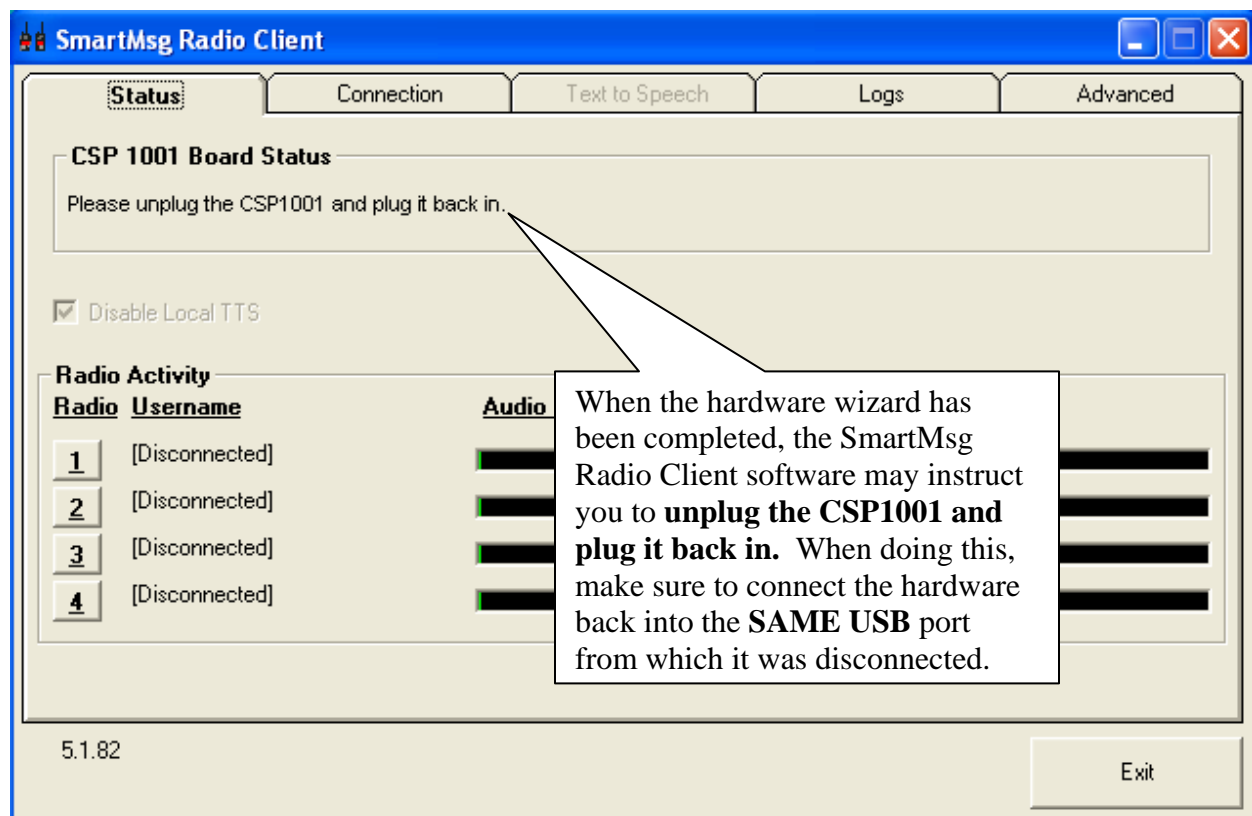 SmartMsg Radio Client
Status Connection Text to Speech Logs Advanced
CSP 1001 Board Status
Please unplug the CSP1001 and plug it back in.
Disable Local TTS
Radio Activity
Radio Username Audio
1 [Disconnected]
2 [Disconnected]
3 [Disconnected]
4 [Disconnected]
When the hardware wizard has
been completed, the SmartMsg
Radio Client software may instruct
you to unplug the CSP1001 and
plug it back in. When doing this,
make sure to connect the hardware
back into the SAME USB port
from which it was disconnected.
5.1.82
Exit